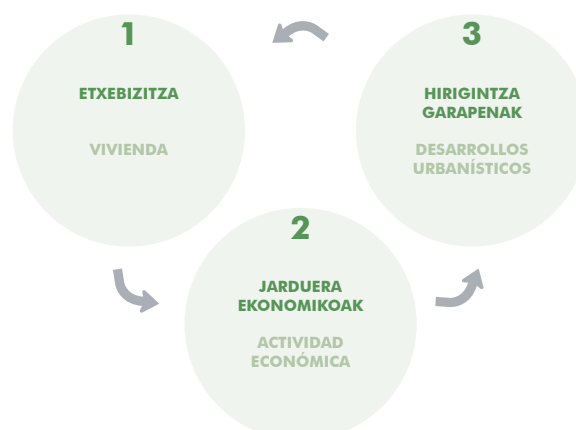 1
ETXEBIZITZA
VIVIENDA
2
JARDUERA
EKONOMIKOAK
ACTIVIDAD
ECONÓMICA
3
HIRIGINTZA
GARAPENAK
DESARROLLOS
URBANÍSTICOS